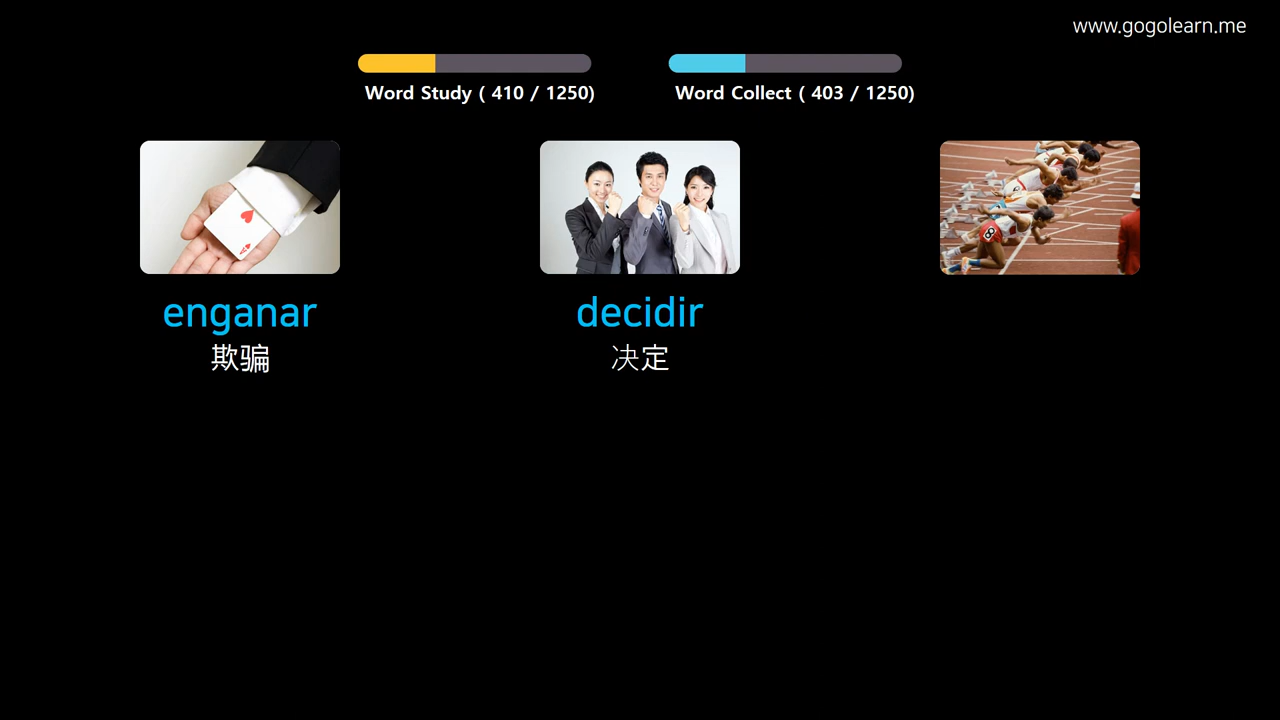 www.gogolearn.me
Word Study ( 410 / 1250)
Word Collect ( 403 / 1250)
enganar
欺骗
decidir
决定